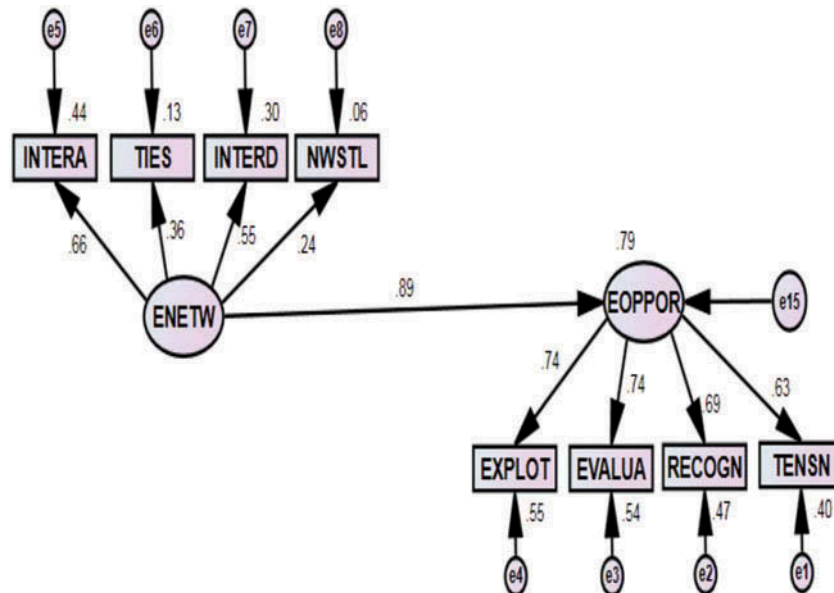 e5 e6 e7 e8
.44 .13 .30 .06
INTERA TIES INTERD NWSTL
.66 .36 .55 .24
ENETW
.89
.79
EOPPOR
e15
.74 .74 .69 .63
EXPLOT EVALUA RECOGN TENSN
.55 .54 .47 .40
e4 e3 e2 e1